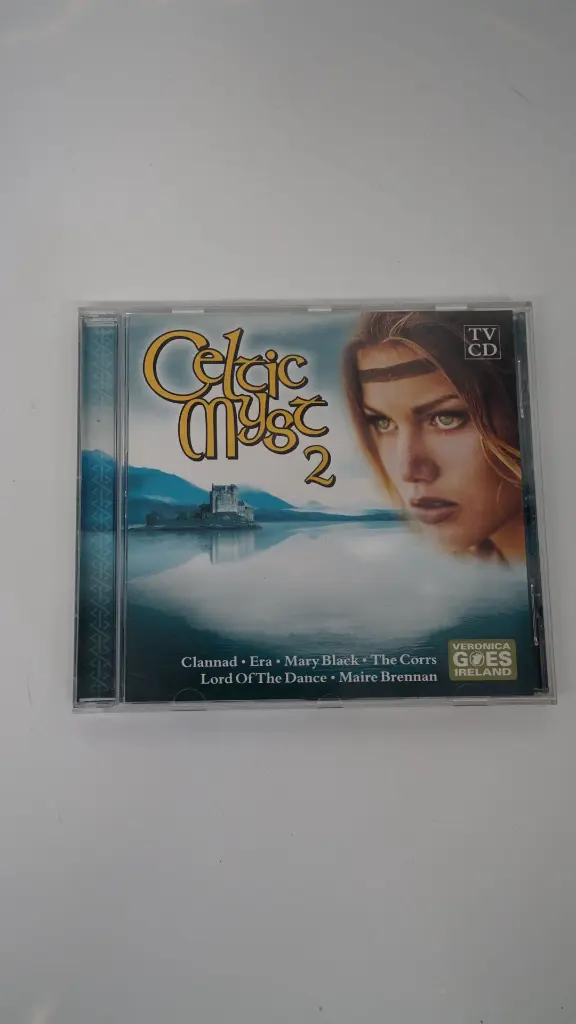 Celtic
Myst
2
TV
CD
Clannad • Era • Mary Black • The Corrs
Lord Of The Dance • Maire Brennan
VERONICA
GOES
IRELAND